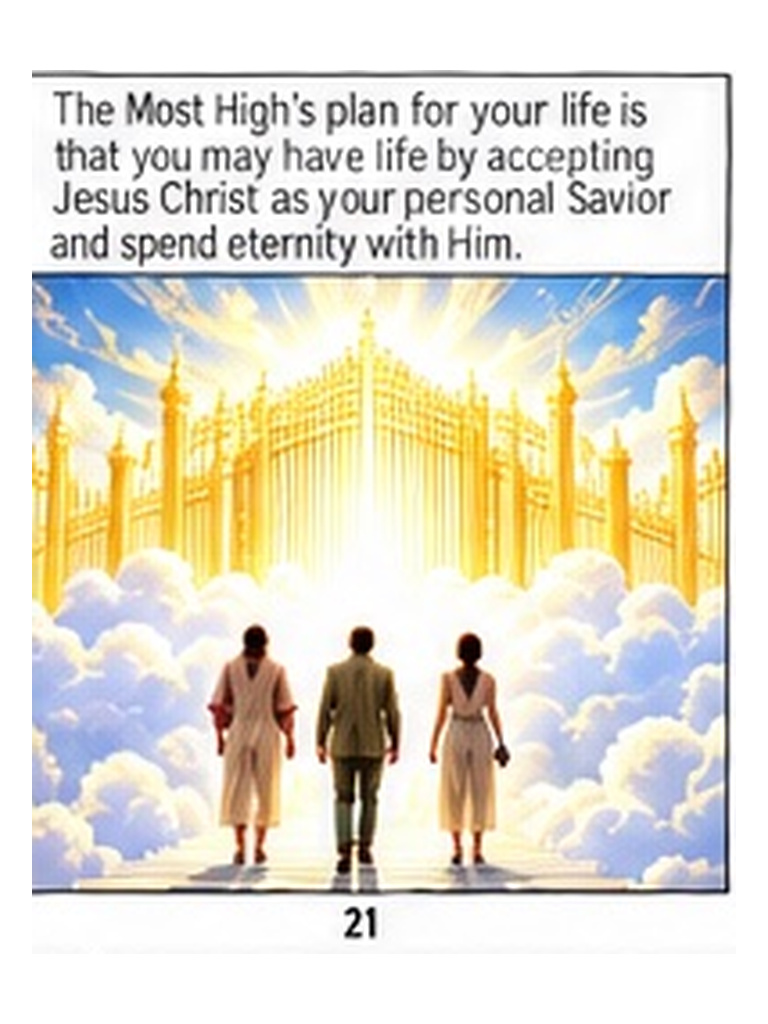 The Most High's plan for your life is
that you may have life by accepting
Jesus Christ as your personal Savior
and spend eternity with Him.
21